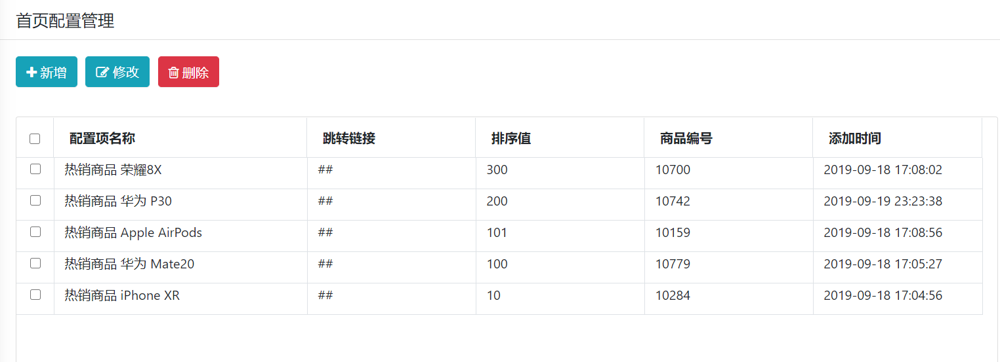 首页配置管理
新增 修改 删除
配置项名称 跳转链接 排序值 商品编号 添加时间
热销商品 荣耀8X ## 300 10700 2019-09-18 17:08:02
热销商品 华为 P30 ## 200 10742 2019-09-19 23:23:38
热销商品 Apple AirPods ## 101 10159 2019-09-18 17:08:56
热销商品 华为 Mate20 ## 100 10779 2019-09-18 17:05:27
热销商品 iPhone XR ## 10 10284 2019-09-18 17:04:56